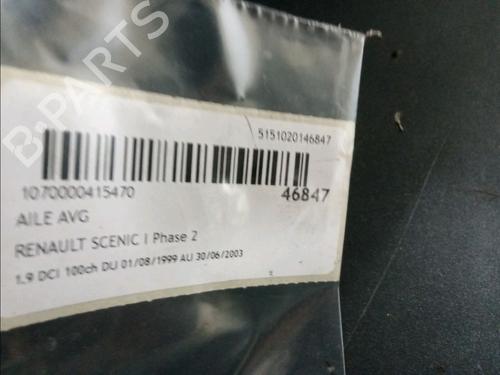 5151020146847
1070000415470
46847
AILE AVG
RENAULT SCENIC I Phase 2
1.9 DCI 100ch DU 01/08/1999 AU 30/06/2003
B-PARTS